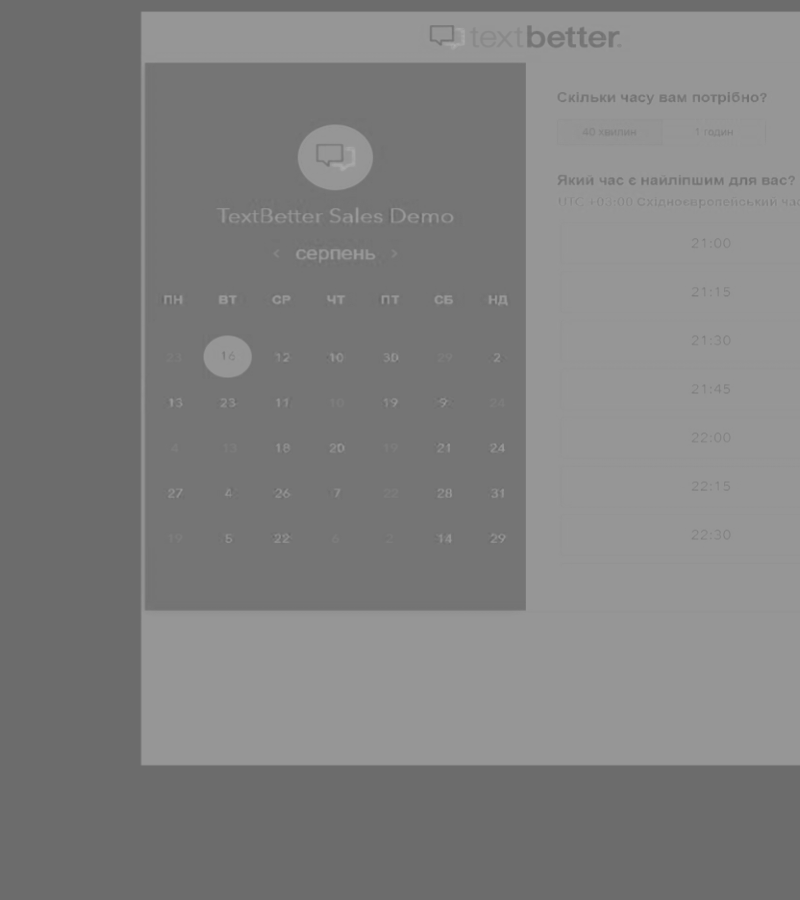 textbetter.
TextBetter Sales Demo
‹ серпень ›
ПН ВТ СР ЧТ ПТ СБ НД
23 16 12 10 30 29 2
13 23 11 10 19 9 24
4 13 18 20 19 21 24
27 4 26 7 22 28 31
19 5 22 6 2 14 29
Скільки часу вам потрібно?
40 хвилин 1 годин
Який час є найліпшим для вас?
UTC +03:00 Східноєвропейський час
21:00
21:15
21:30
21:45
22:00
22:15
22:30